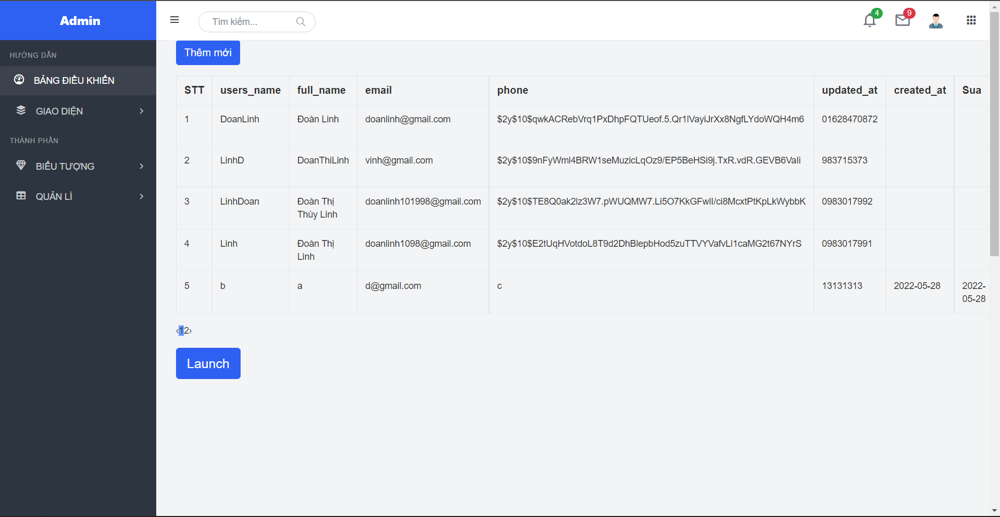 Admin
Tìm kiếm...
4
9
HƯỚNG DẪN
BẢNG ĐIỀU KHIỂN
GIAO DIỆN
THÀNH PHẦN
BIỂU TƯỢNG
QUẢN LÍ
Thêm mới
STT users_name full_name email phone updated_at created_at Sua
1 DoanLinh Đoàn Linh doanlinh@gmail.com $2y$10$qwkACRebVrq1PxDhpFQTUeof.5.Qr1lVayiJrXx8NgfLYdoWQH4m6 01628470872
2 LinhD DoanThiLinh vinh@gmail.com $2y$10$9nFyWml4BRW1seMuzicLqOz9/EP5BeHSi9j.TxR.vdR.GEVB6VaIi 983715373
3 LinhDoan Đoàn Thị doanlinh101998@gmail.com $2y$10$TE8Q0ak2lz3W7.pWUQMW7.Li5O7KkGFwlI/ci8McxtPtKpLkWybbK 0983017992
Thùy Linh
4 Linh Đoàn Thị doanlinh1098@gmail.com $2y$10$E2tUqHVotdoL8T9d2DhBlepbHod5zuTTVYVafvLl1caMG2t67NYrS 0983017991
Linh
5 b a d@gmail.com c 13131313 2022-05-28 2022-
05-28
‹12›
Launch